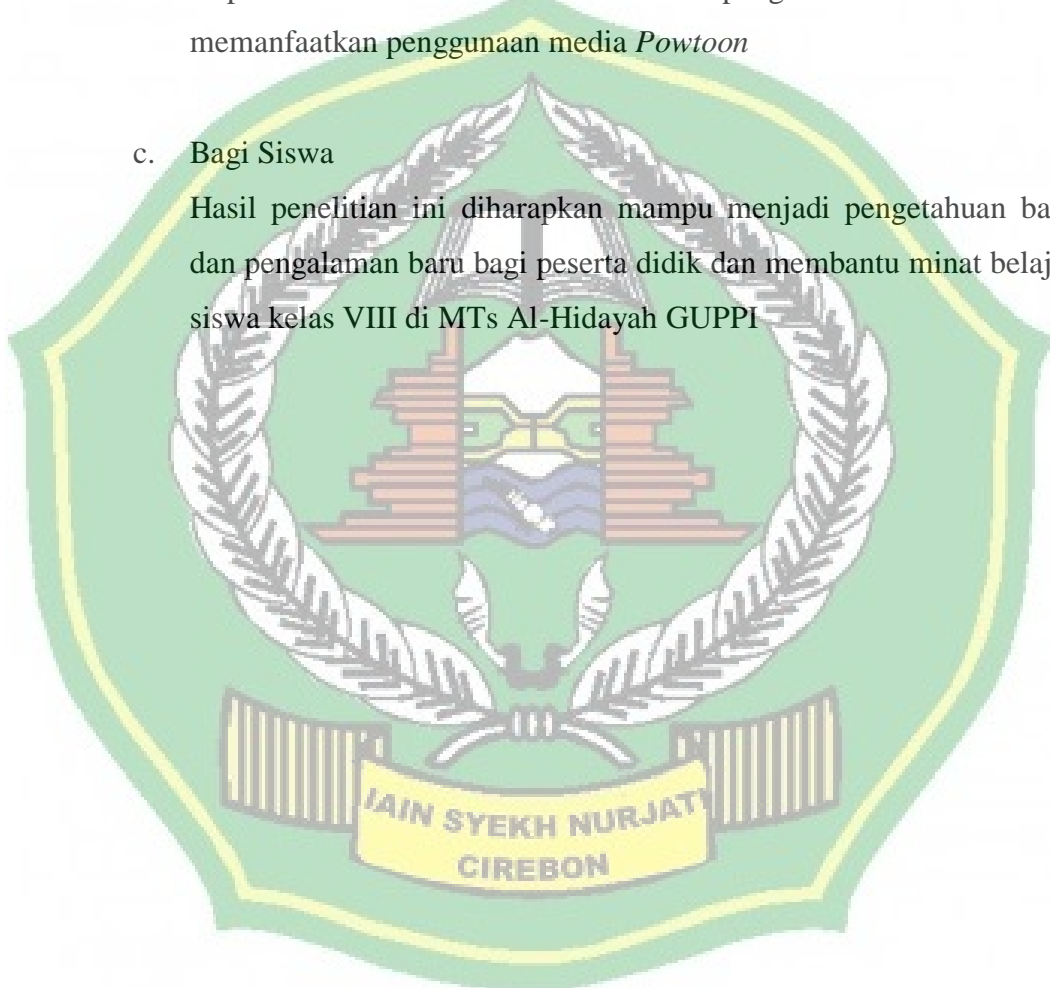 memanfaatkan penggunaan media Powtoon
c. Bagi Siswa
Hasil penelitian ini diharapkan mampu menjadi pengetahuan ba
dan pengalaman baru bagi peserta didik dan membantu minat belaj
siswa kelas VIII di MTs Al-Hidayah GUPPI
IAIN SYEKH NURJATI
CIREBON